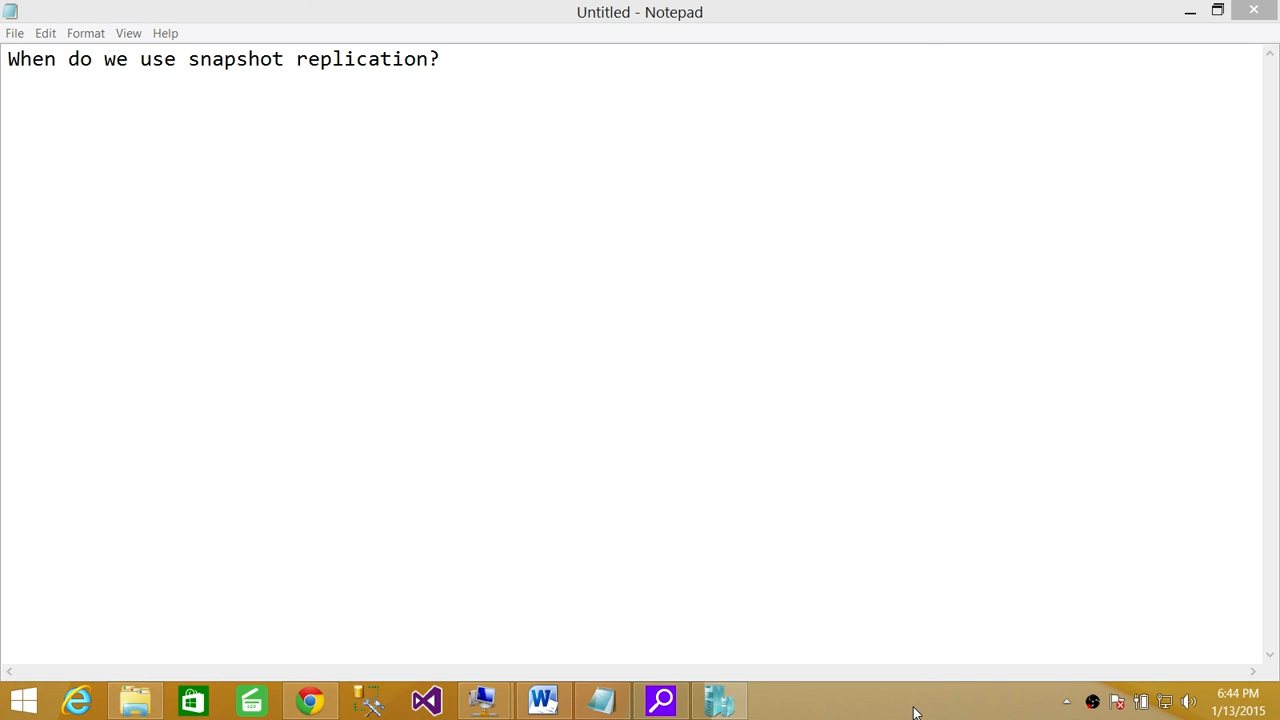 Untitled - Notepad
File Edit Format View Help
When do we use snapshot replication?
6:44 PM
1/13/2015